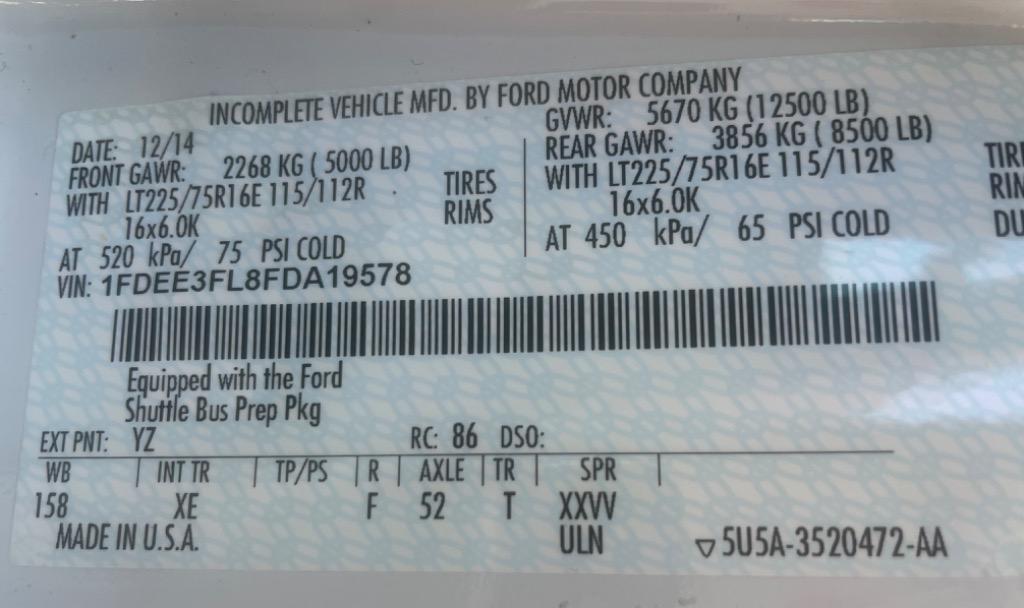 INCOMPLETE VEHICLE MFD. BY FORD MOTOR COMPANY
DATE: 12/14
GVWR: 5670 KG (12500 LB)
FRONT GAWR: 2268 KG ( 5000 LB)
REAR GAWR: 3856 KG ( 8500 LB)
WITH LT225/75R16E 115/112R TIRES
WITH LT225/75R16E 115/112R
16x6.0K RIMS
16x6.0K
AT 520 kPa/ 75 PSI COLD
AT 450 kPa/ 65 PSI COLD
DU
VIN: 1FDEE3FL8FDA19578
Equipped with the Ford
Shuttle Bus Prep Pkg
EXT PNT: YZ RC: 86 DSO:
WB | INT TR | TP/PS | R | AXLE | TR | SPR |
158 XE F 52 T XXVV
MADE IN U.S.A. ULN ▽5U5A-3520472-AA